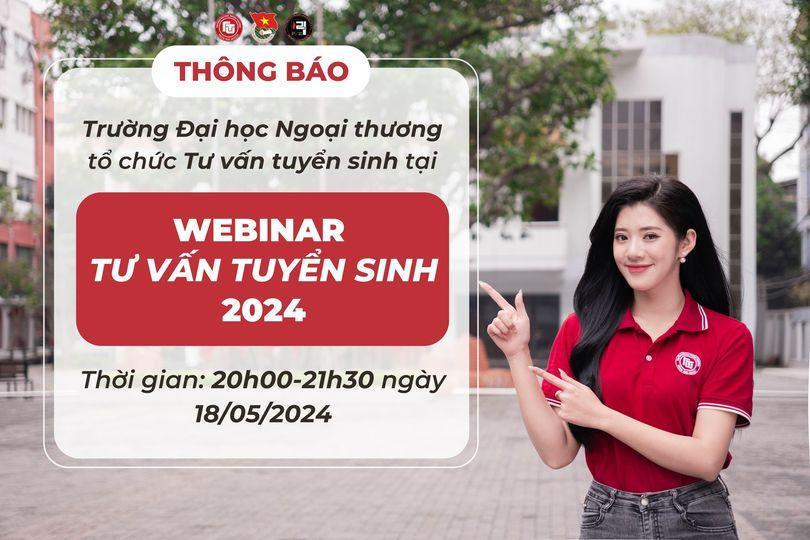 THÔNG BÁO
Trường Đại học Ngoại thương
tổ chức Tư vấn tuyển sinh tại
WEBINAR
TƯ VẤN TUYỂN SINH
2024
Thời gian: 20h00-21h30 ngày
18/05/2024